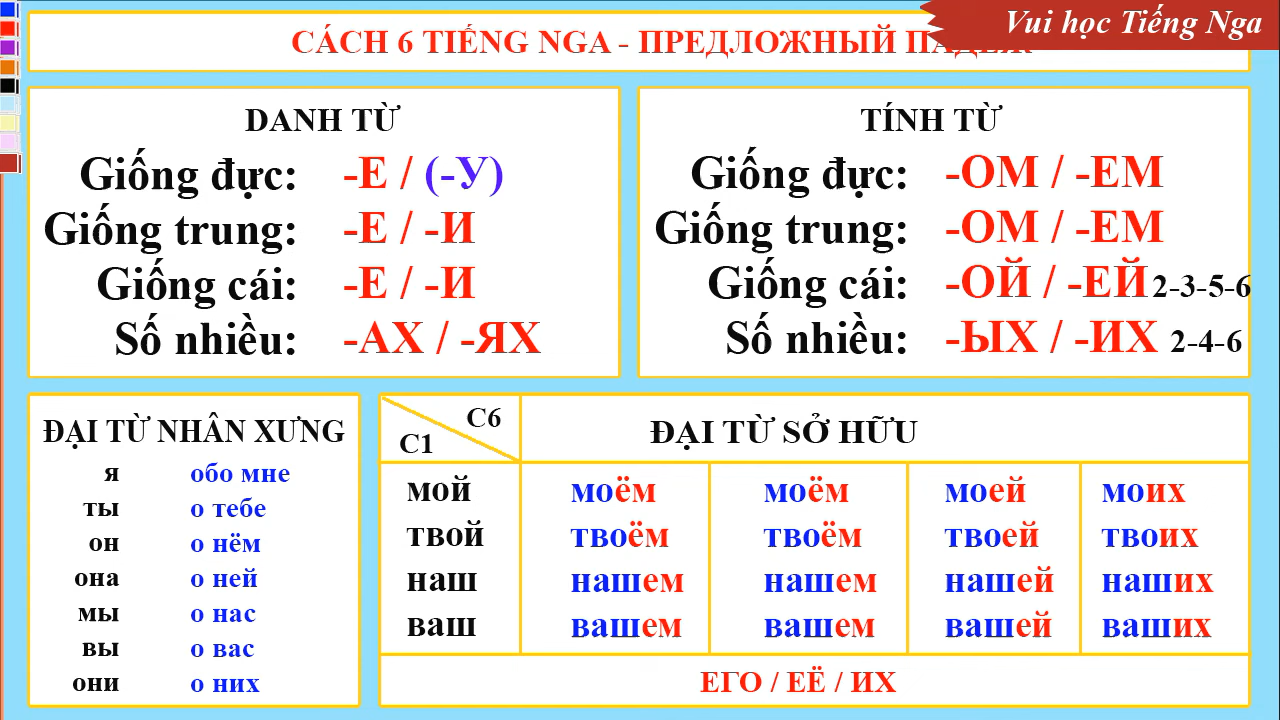 Vui học Tiếng Nga
CÁCH 6 TIẾNG NGA - ПРЕДЛОЖНЫЙ
DANH TỪ
Giống đực: -Е / (-У)
Giống trung: -Е / -И
Giống cái: -Е / -И
Số nhiều: -АХ / -ЯХ
TÍNH TỪ
Giống đực: -ОМ / -ЕМ
Giống trung: -ОМ / -ЕМ
Giống cái: -ОЙ / -ЕЙ 2-3-5-6
Số nhiều: -ЫХ / -ИХ 2-4-6
ĐẠI TỪ NHÂN XƯNG
я обо мне
ты о тебе
он о нём
она о ней
мы о нас
вы о вас
они о них
C6
C1
ĐẠI TỪ SỞ HỮU
мой моём моём моей моих
твой твоём твоём твоей твоих
наш нашем нашем нашей наших
ваш вашем вашем вашей ваших
ЕГО / ЕЁ / ИХ